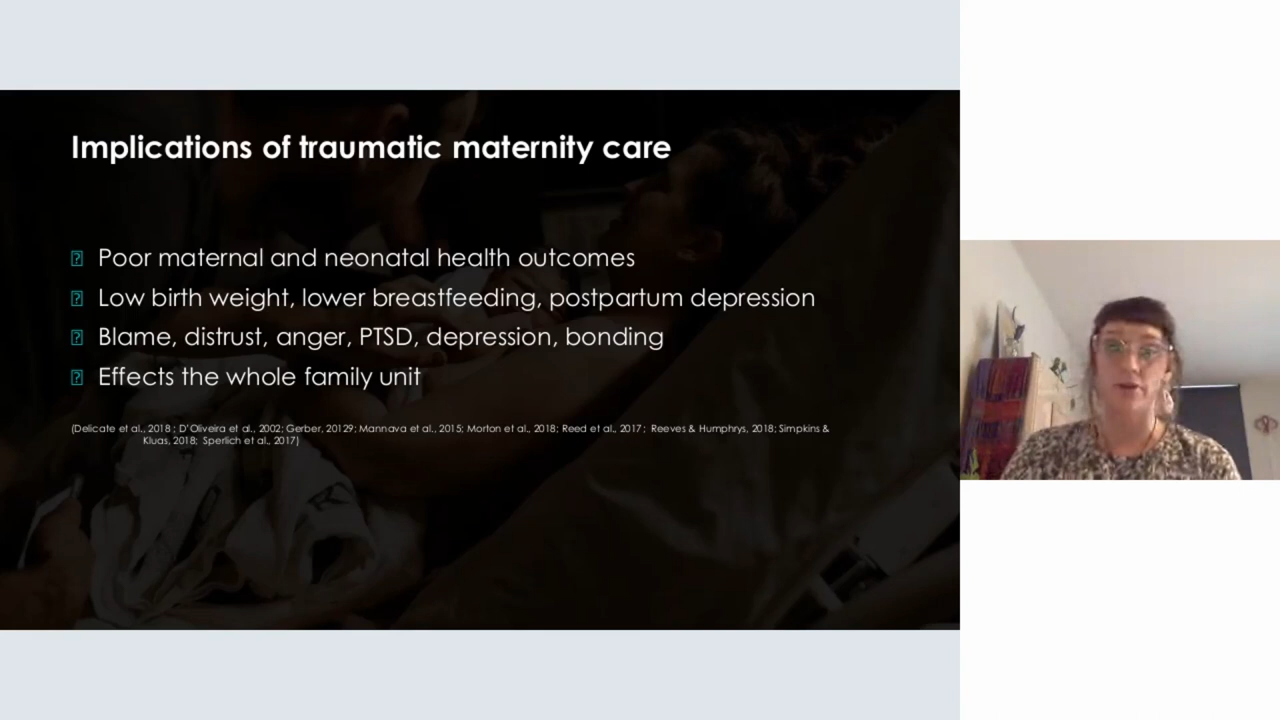 Implications of traumatic maternity care
Poor maternal and neonatal health outcomes
Low birth weight, lower breastfeeding, postpartum depression
Blame, distrust, anger, PTSD, depression, bonding
Effects the whole family unit
(Delicate et al., 2018 ; D'Oliveira et al., 2002; Gerber, 20129; Mannava et al., 2015; Morton et al., 2018; Reed et al., 2017 ; Reeves & Humphrys, 2018; Simpkins &
Kluas, 2018; Sperlich et al., 2017)